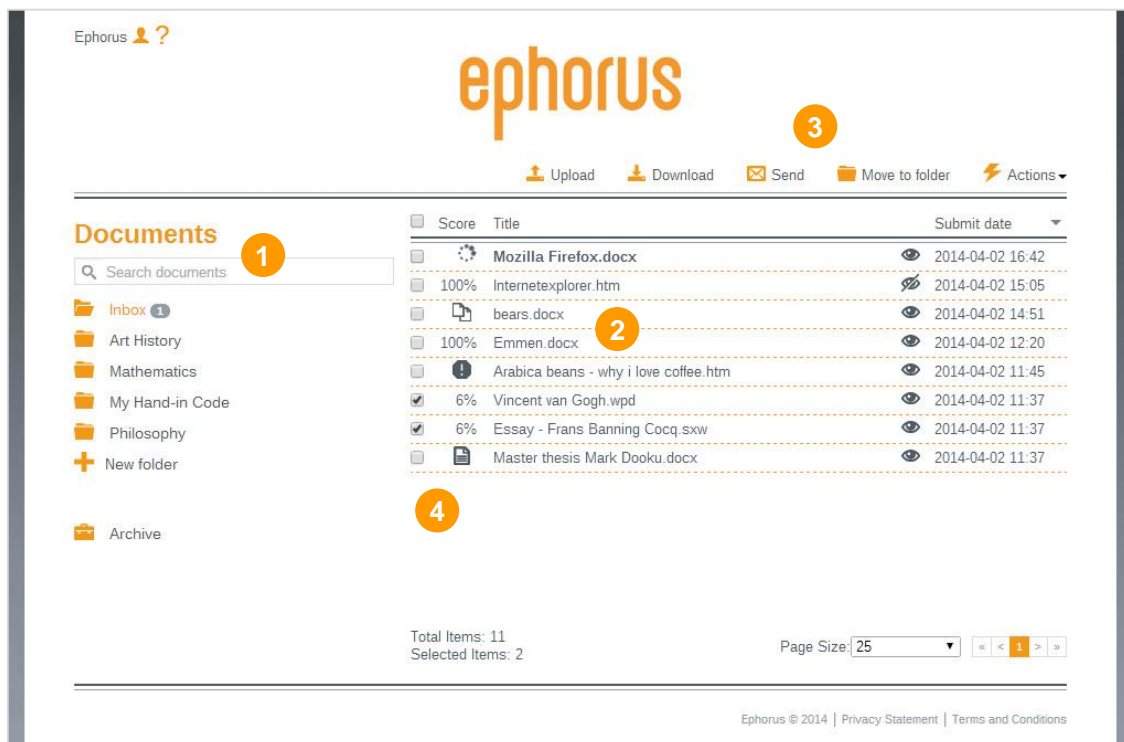 Ephorus ?
ephorus
3
Upload Download Send Move to folder Actions
Documents
1
Search documents
Inbox 1
Art History
Mathematics
My Hand-in Code
Philosophy
New folder
Archive
Score Title Submit date
Mozilla Firefox.docx 2014-04-02 16:42
100% Internetexplorer.htm 2014-04-02 15:05
bears.docx 2014-04-02 14:51
2
100% Emmen.docx 2014-04-02 12:20
! Arabica beans - why i love coffee.htm 2014-04-02 11:45
6% Vincent van Gogh.wpd 2014-04-02 11:37
6% Essay - Frans Banning Cocq.sxw 2014-04-02 11:37
Master thesis Mark Dooku.docx 2014-04-02 11:37
4
Total Items: 11
Selected Items: 2
Page Size: 25 « < 1 > »
Ephorus © 2014 | Privacy Statement | Terms and Conditions